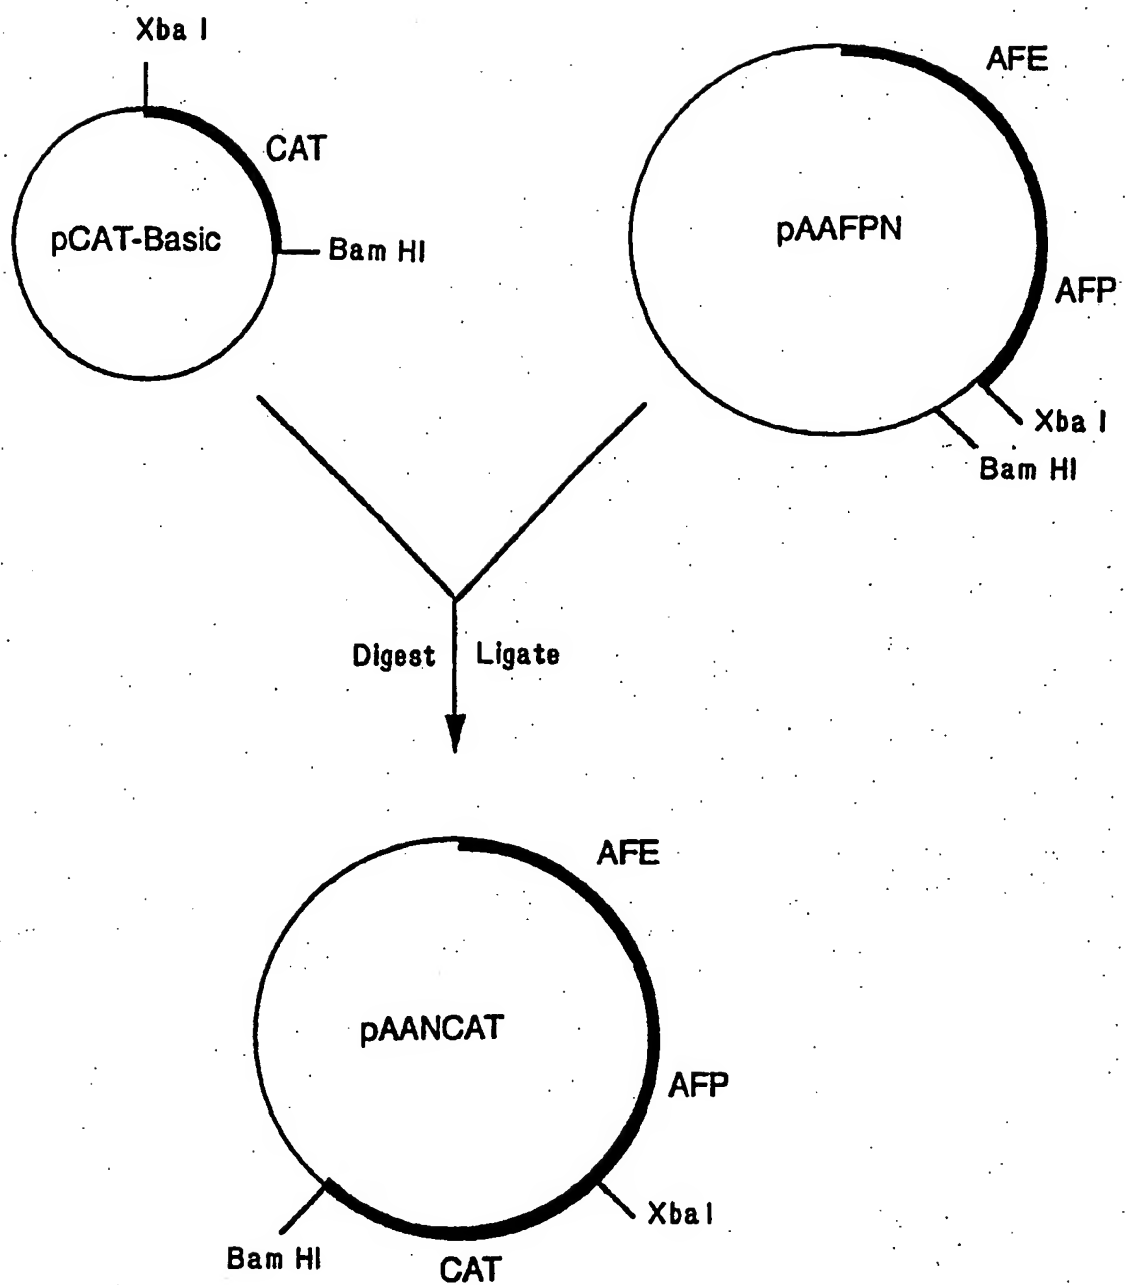 Xba I
CAT
pCAT-Basic
Bam HI
AFE
pAAFPN
AFP
Xba I
Bam HI
Digest
Ligate
AFE
pAANCAT
AFP
Xba I
Bam HI
CAT